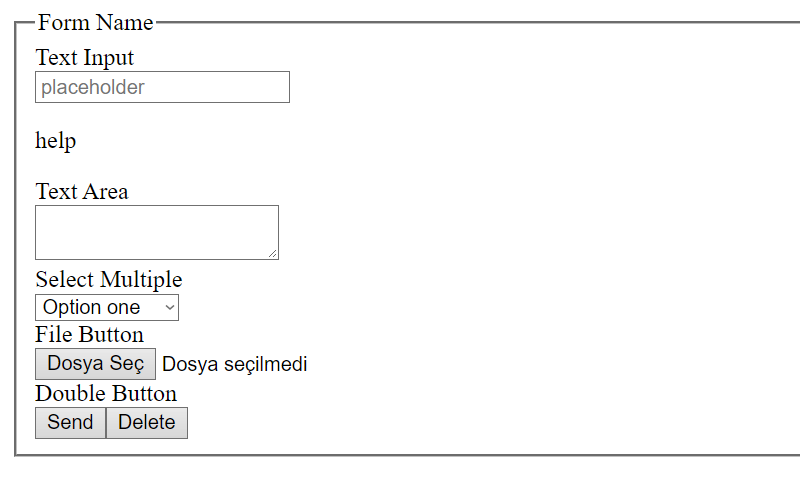 Form Name
Text Input
placeholder
help
Text Area
Select Multiple
Option one
File Button
Dosya Seç Dosya seçilmedi
Double Button
Send Delete